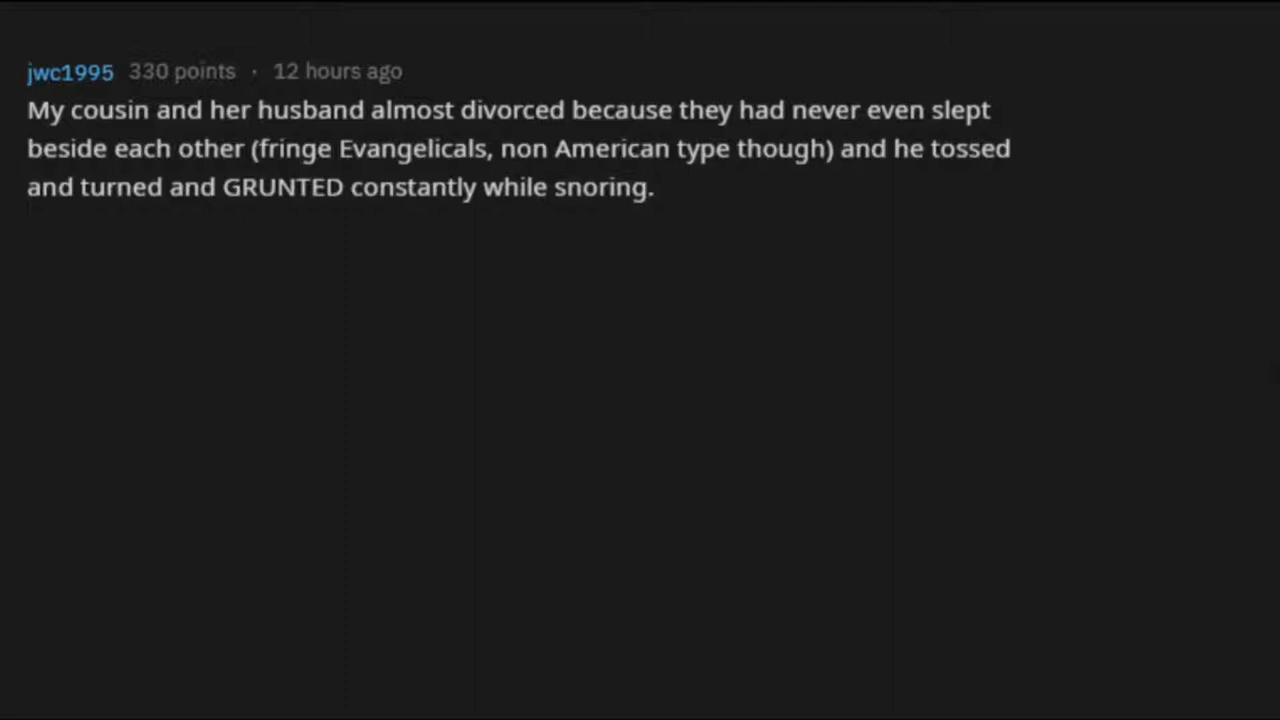 jwc1995 330 points · 12 hours ago
My cousin and her husband almost divorced because they had never even slept
beside each other (fringe Evangelicals, non American type though) and he tossed
and turned and GRUNTED constantly while snoring.